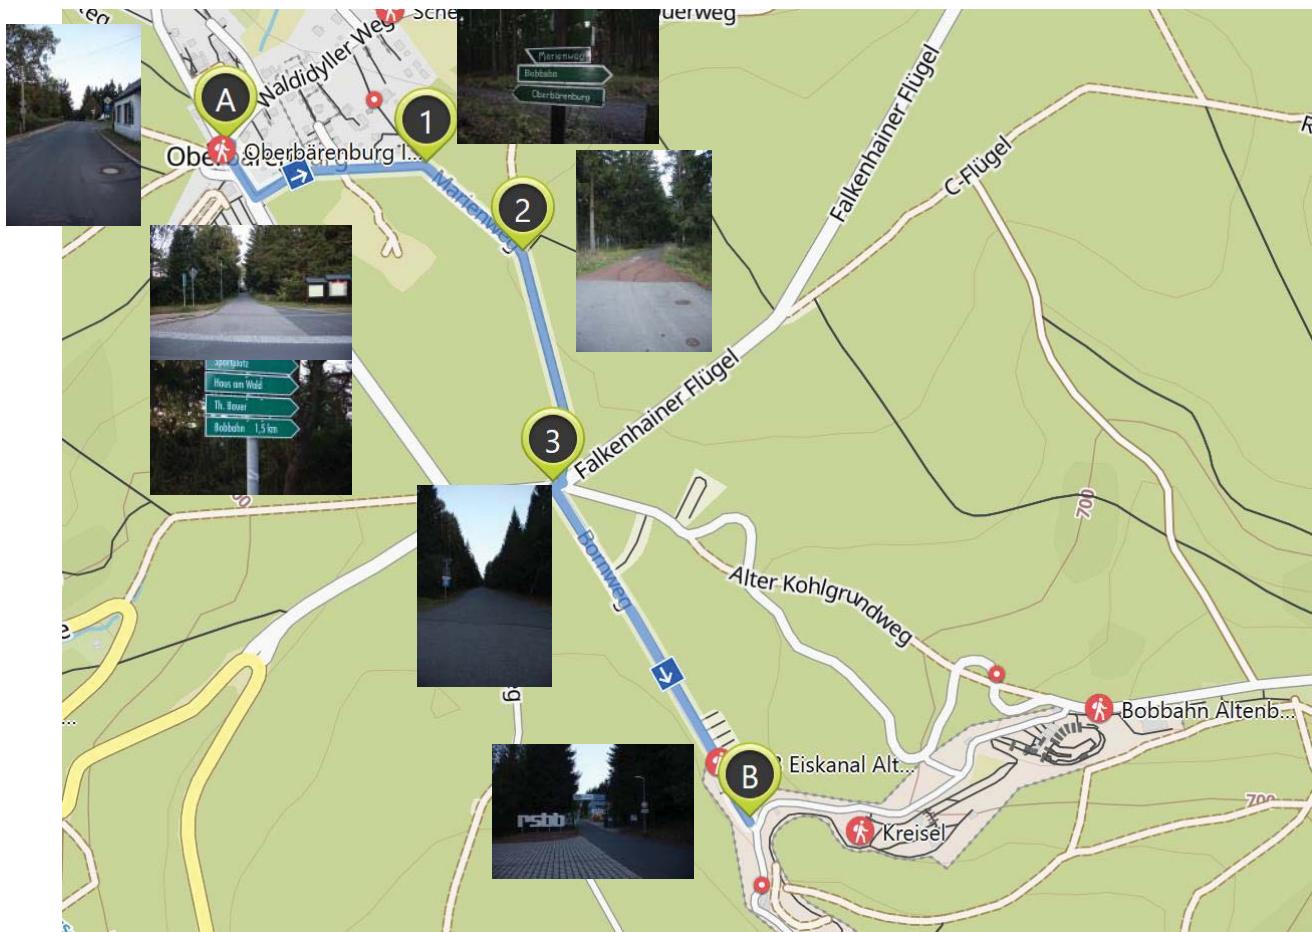 Waldidyller Weg
A
1
Marienweg
Bobbahn
Oberbärenburg
Oberbärenburg I...
Marienweg
2
Falkenhainer Flügel
C-Flügel
Sportplatz
Haus am Wald
Th. Bauer
Bobbahn 1,5 km
3
Falkenhainer Flügel
700
Bornweg
Alter Kohlgrundweg
Bobbahn Altenb...
Eiskanal Alt...
B
rsbb
Kreisel
700